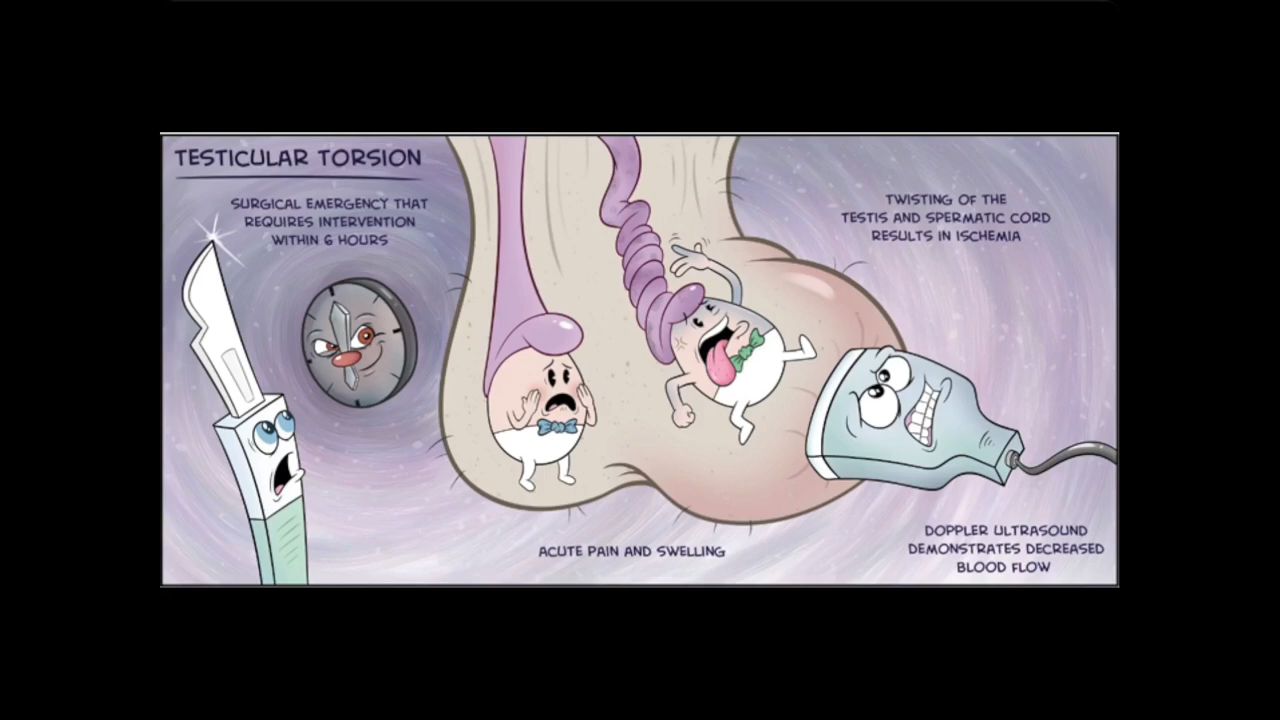 TESTICULAR TORSION
SURGICAL EMERGENCY THAT
REQUIRES INTERVENTION
WITHIN 6 HOURS
TWISTING OF THE
TESTIS AND SPERMATIC CORD
RESULTS IN ISCHEMIA
ACUTE PAIN AND SWELLING
DOPPLER ULTRASOUND
DEMONSTRATES DECREASED
BLOOD FLOW